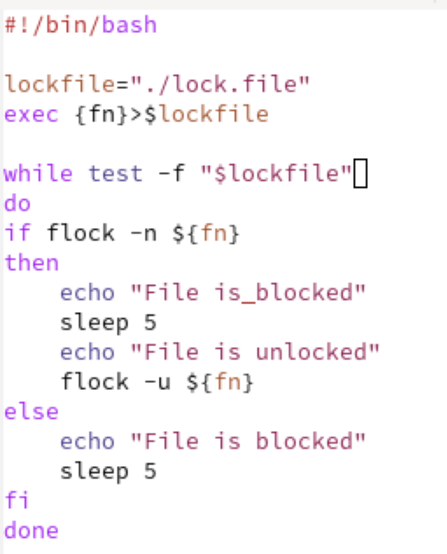 #!/bin/bash
lockfile="./lock.file"
exec {fn}>$lockfile
while test -f "$lockfile"
do
if flock -n ${fn}
then
echo "File is_blocked"
sleep 5
echo "File is unlocked"
flock -u ${fn}
else
echo "File is blocked"
sleep 5
fi
done